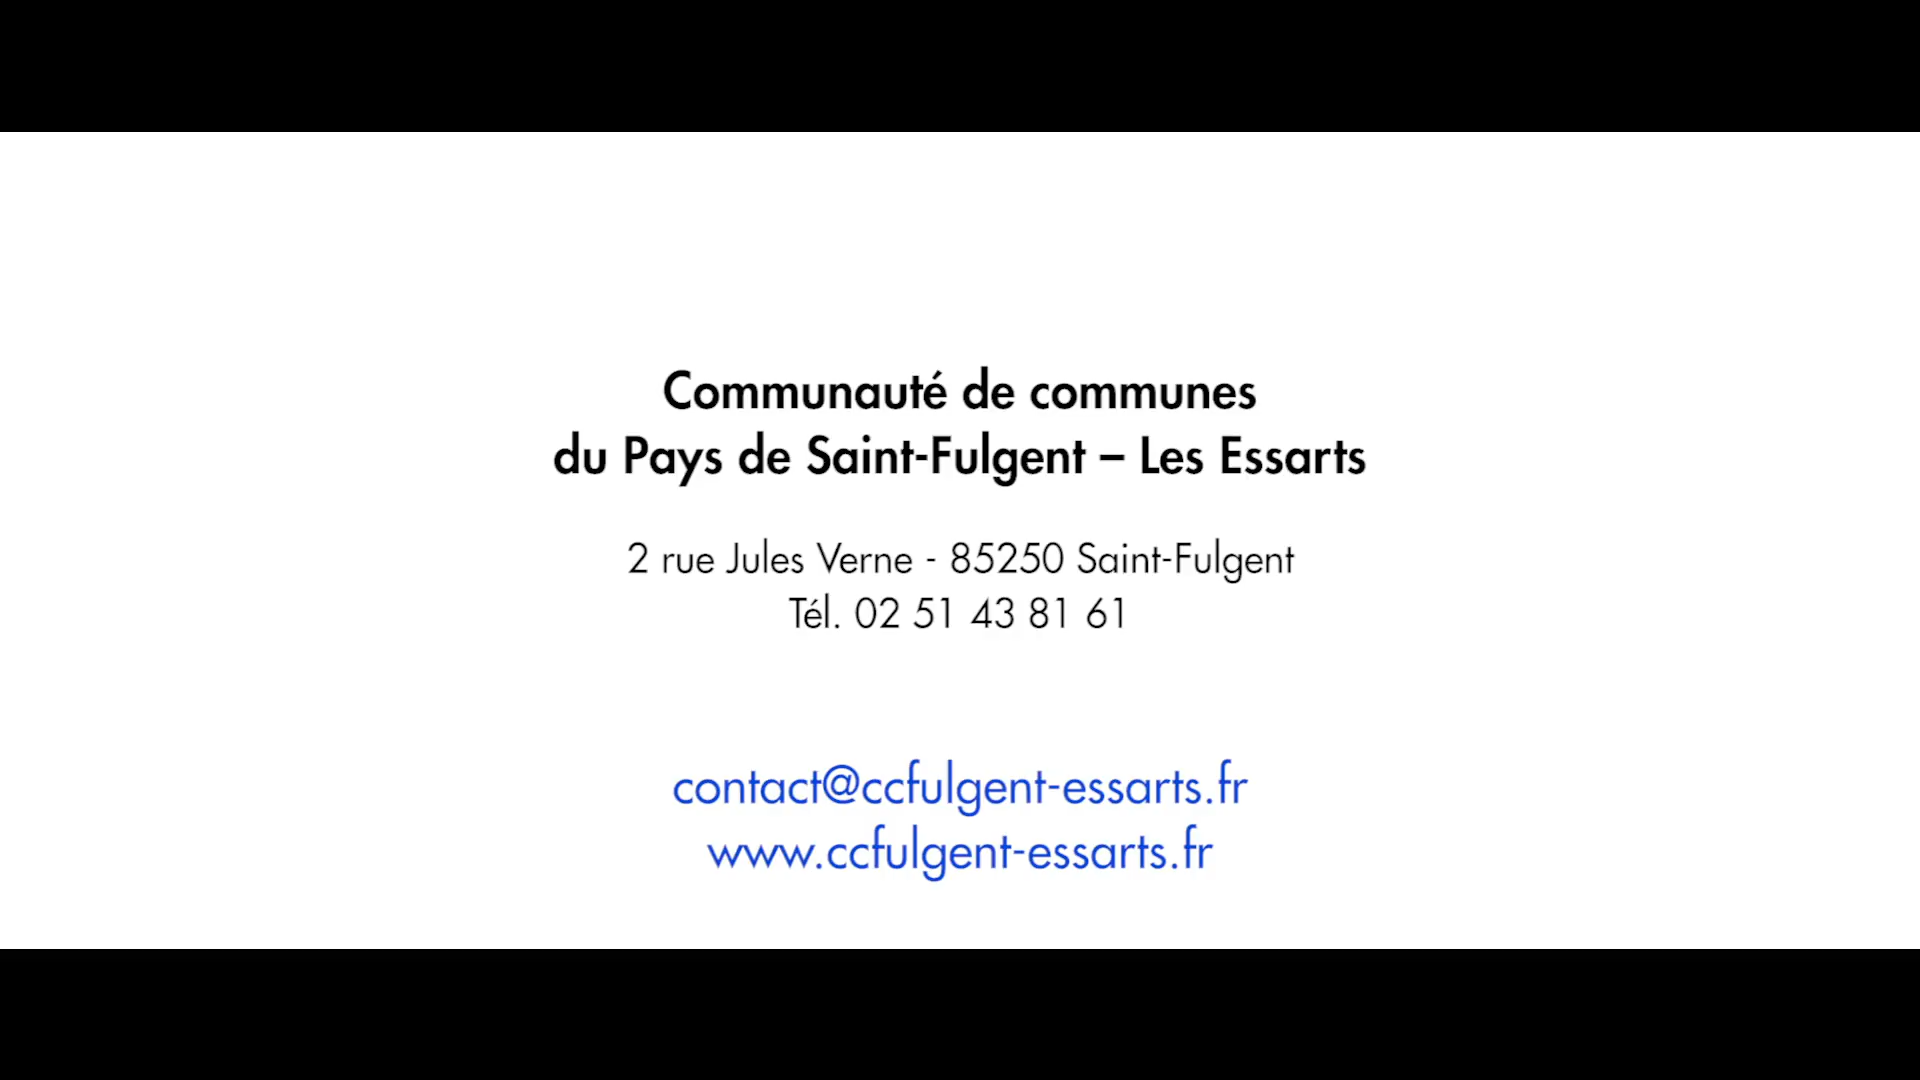 Communauté de communes
du Pays de Saint-Fulgent – Les Essarts
2 rue Jules Verne - 85250 Saint-Fulgent
Tél. 02 51 43 81 61
contact@ccfulgent-essarts.fr
www.ccfulgent-essarts.fr